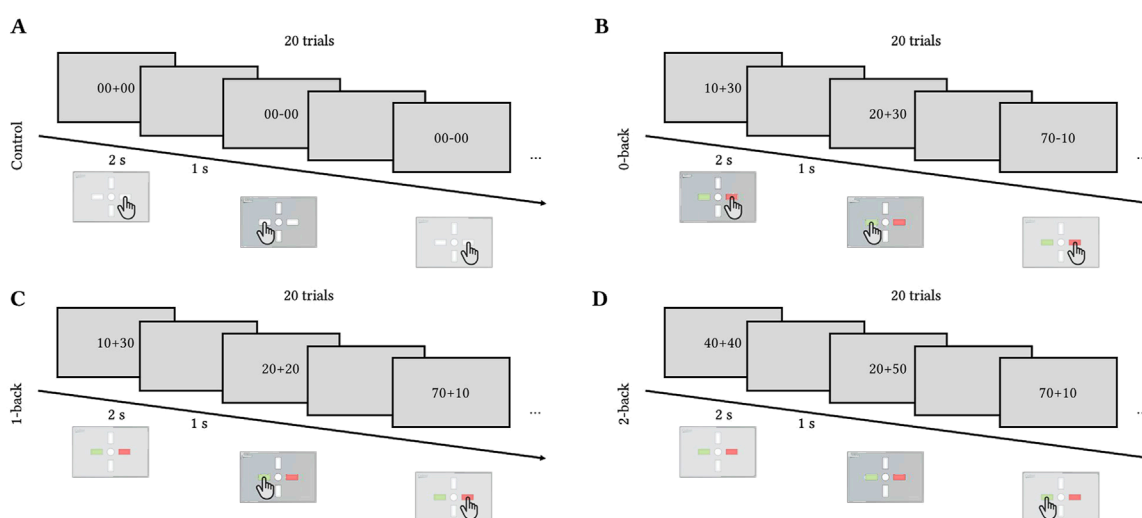 A
20 trials
Control
00+00
00-00
00-00
2 s
1 s
...
B
20 trials
0-back
10+30
20+30
70-10
2 s
1 s
...
C
20 trials
1-back
10+30
20+20
70+10
2 s
1 s
...
D
20 trials
2-back
40+40
20+50
70+10
2 s
1 s
...